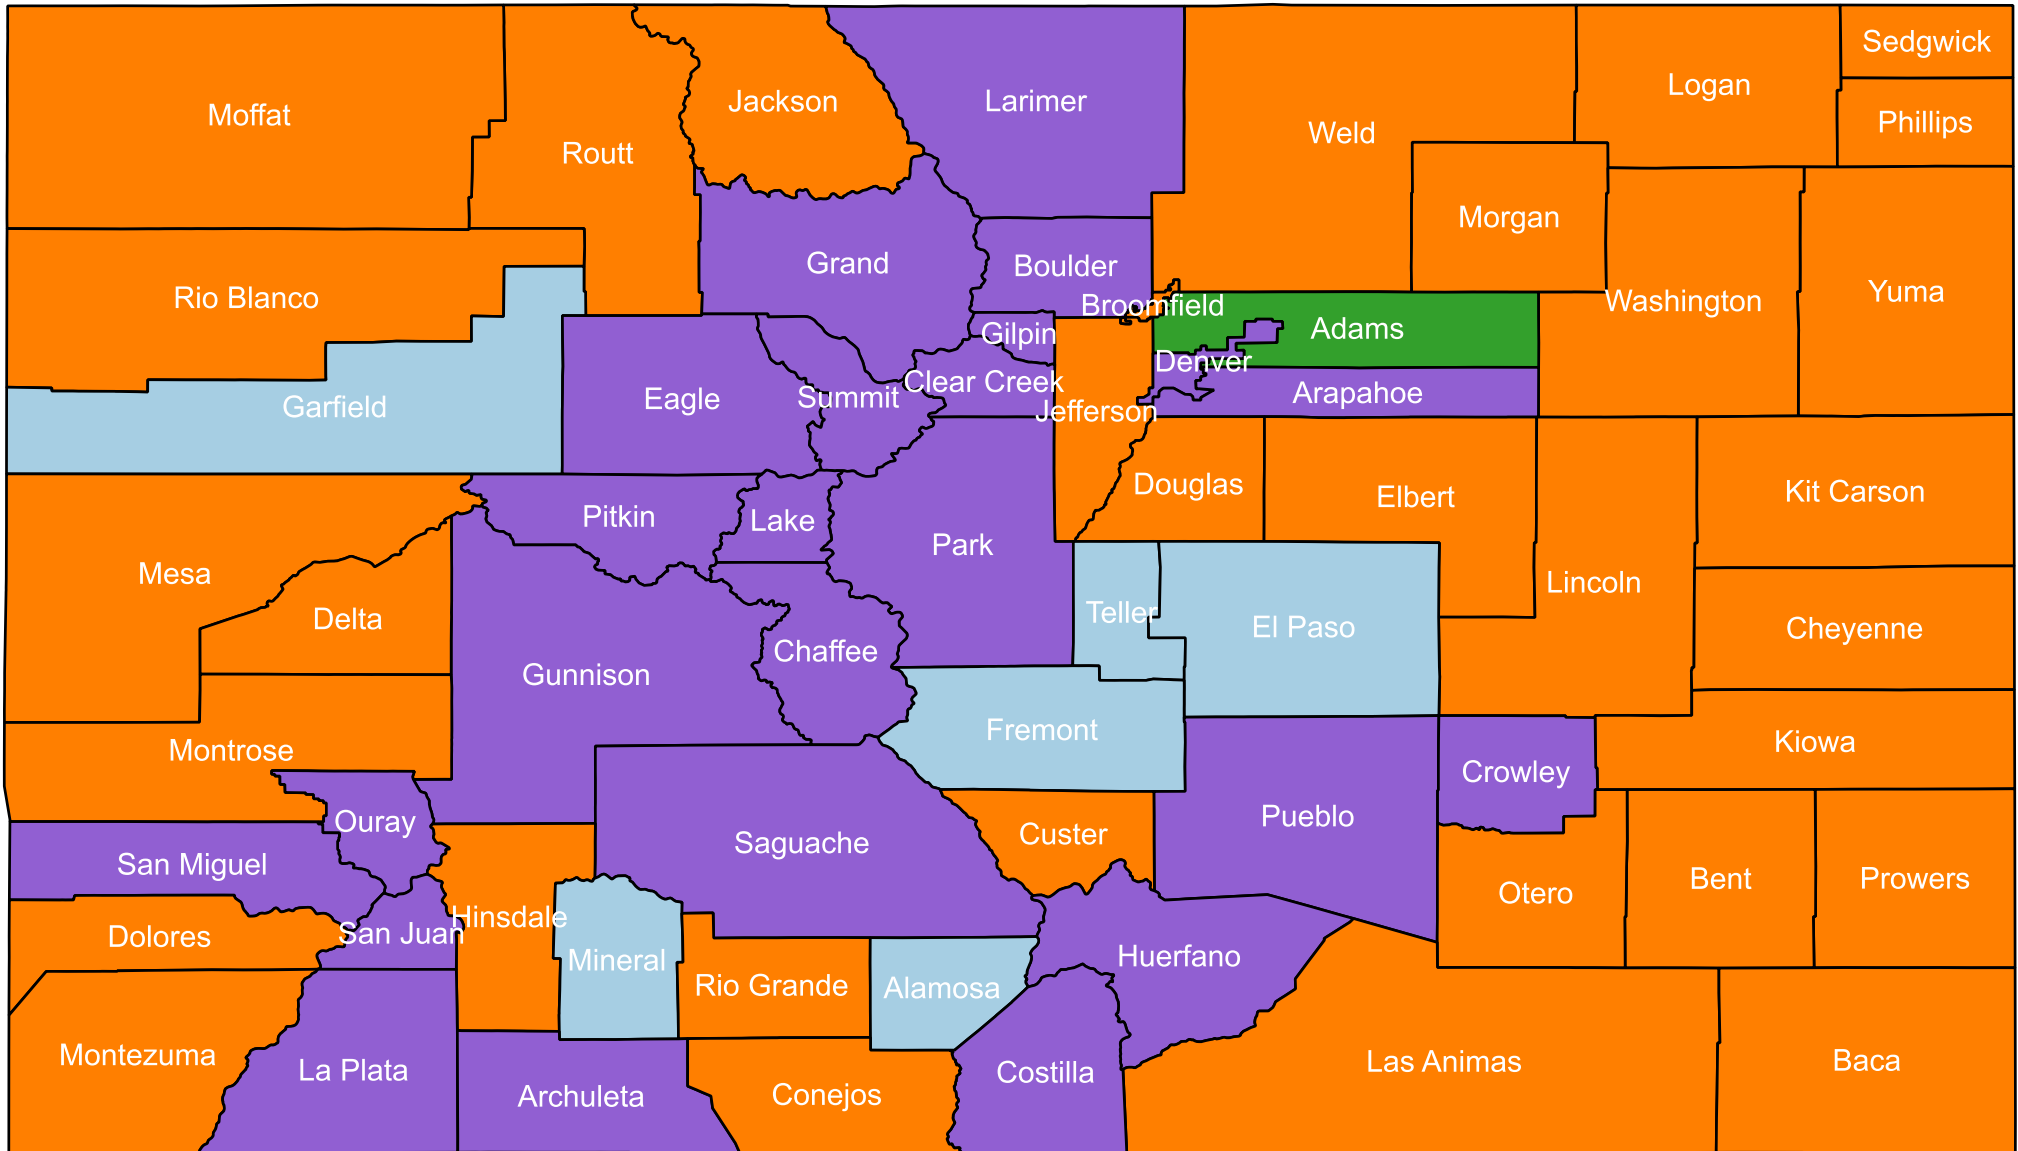 Sedgwick
Logan
Jackson
Larimer
Moffat
Phillips
Weld
Routt
Morgan
Grand
Boulder
Rio Blanco
Yuma
Washington
Broomfield
Adams
Gilpin
Denver
Clear Creek
Arapahoe
Summit
Eagle
Garfield
Jefferson
Douglas
Kit Carson
Elbert
Pitkin
Lake
Park
Mesa
Lincoln
Teller
Delta
El Paso
Cheyenne
Chaffee
Gunnison
Fremont
Kiowa
Montrose
Crowley
Pueblo
Ouray
Custer
Saguache
San Miguel
Prowers
Bent
Otero
Hinsdale
San Juan
Dolores
Huerfano
Mineral
Rio Grande
Alamosa
Montezuma
Baca
Las Animas
La Plata
Costilla
Conejos
Archuleta